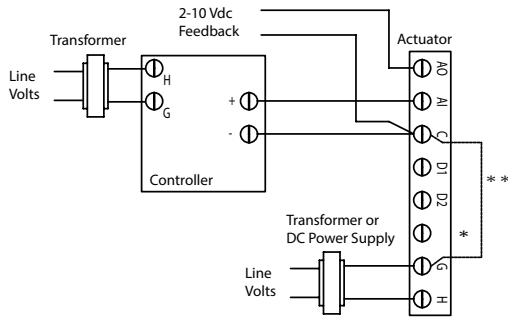 2-10 Vdc
Feedback
Transformer
Actuator
Line
Volts
H
G
+
-
Controller
AO
AI
C
D1
D2
* *
*
G
H
Transformer or
DC Power Supply
Line
Volts